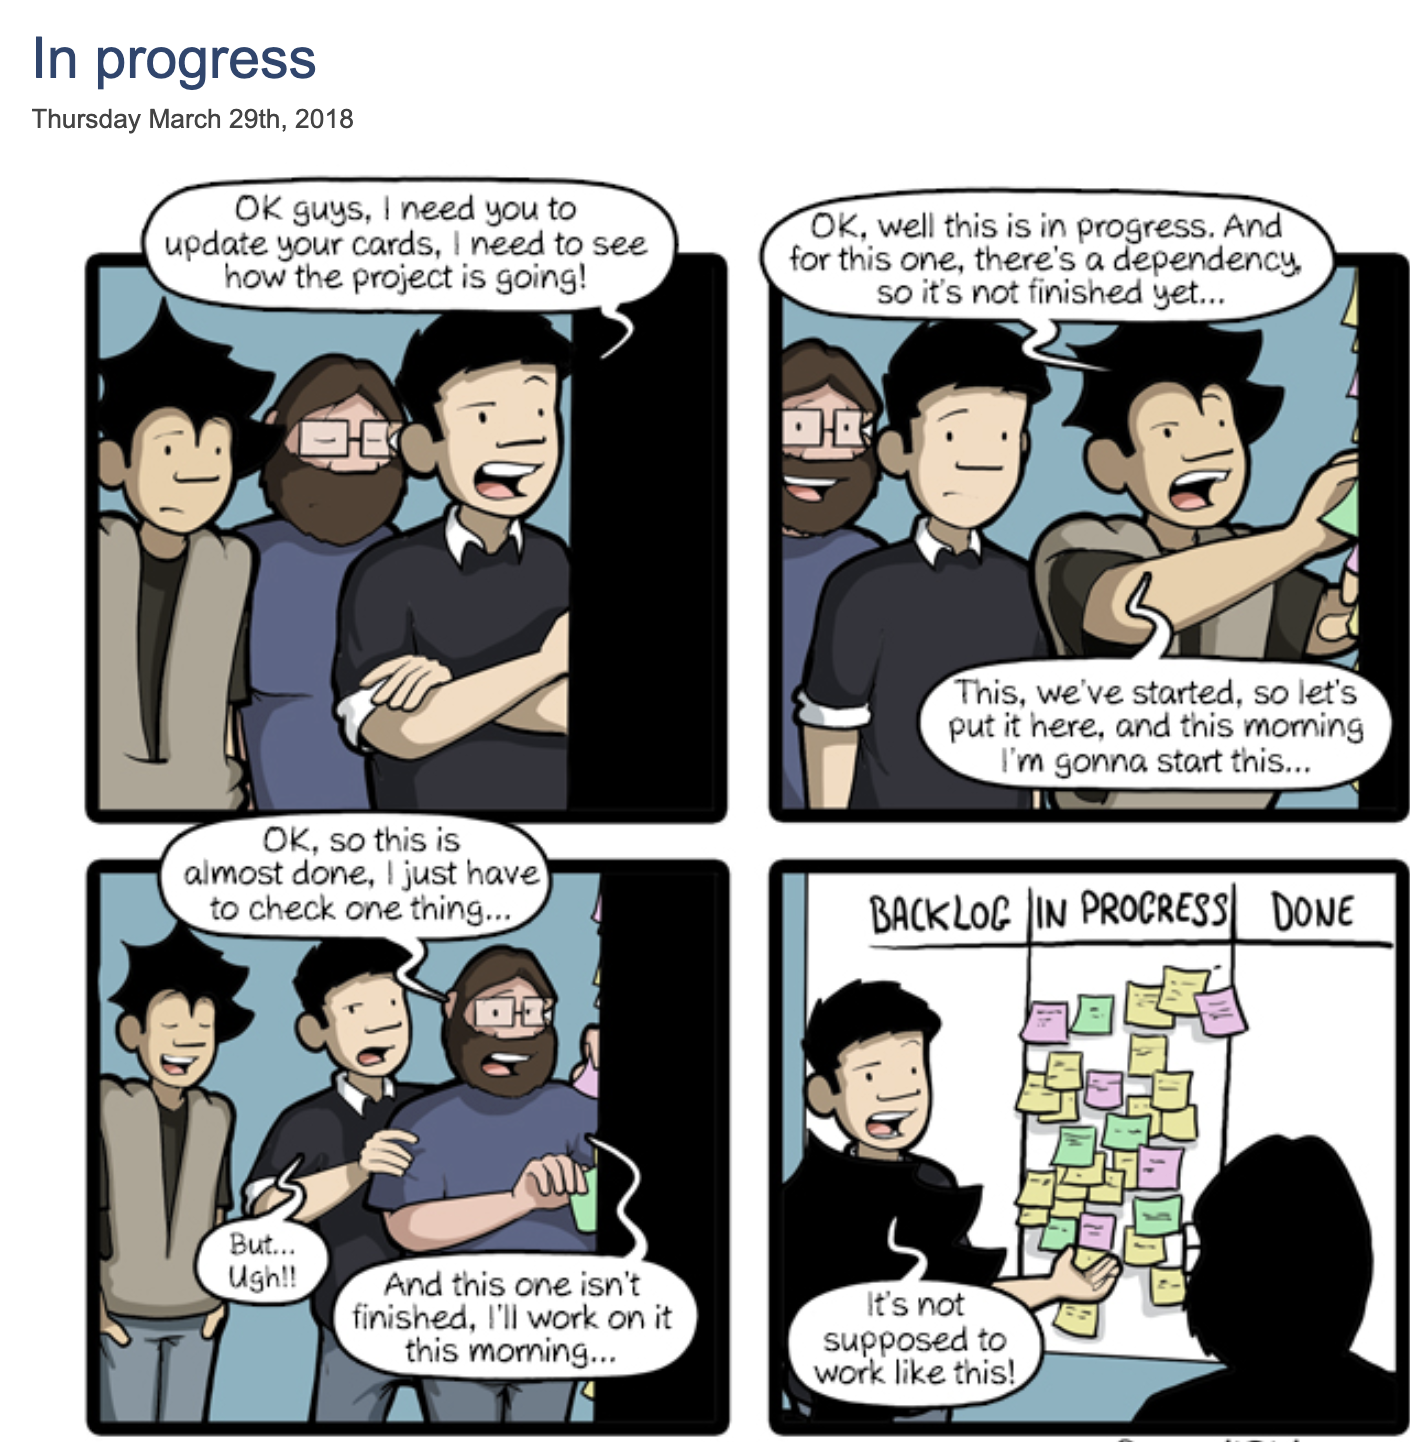 In progress
Thursday March 29th, 2018
OK guys, I need you to
update your cards, I need to see
how the project is going!
OK, well this is in progress. And
for this one, there's a dependency,
so it's not finished yet...
This, we've started, so let's
put it here, and this morning
I'm gonna start this...
OK, so this is
almost done, I just have
to check one thing...
But...
Ugh!!
And this one isn't
finished, I'll work on it
this morning...
BACKLOG IN PROGRESS DONE
It's not
supposed to
work like this!